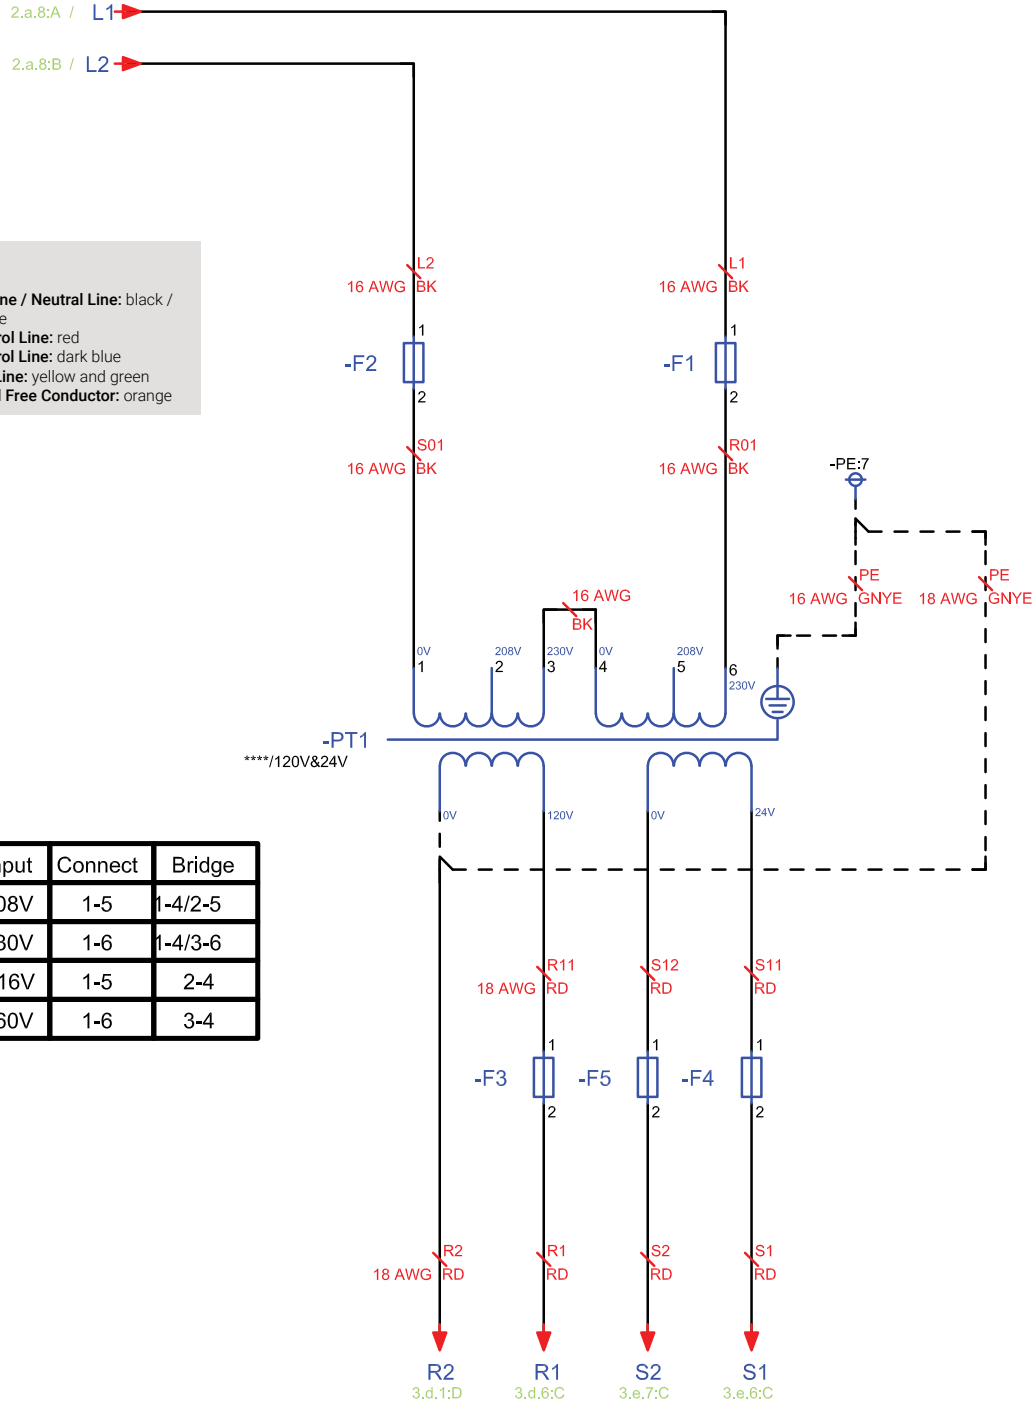 2.a.8:A / L1
2.a.8:B / L2
L2
16 AWG BK
L1
16 AWG BK
ne / Neutral Line: black /
e
rol Line: red
rol Line: dark blue
Line: yellow and green
l Free Conductor: orange
1
-F2
2
1
-F1
2
S01
16 AWG BK
R01
16 AWG BK
-PE:7
PE
16 AWG GNYE
PE
18 AWG GNYE
16 AWG
BK
0V 208V 230V 0V 208V
1 2 3 4 5 6
230V
-PT1
****/120V&24V
0V 120V 0V 24V
nput Connect Bridge
08V 1-5 1-4/2-5
30V 1-6 1-4/3-6
16V 1-5 2-4
60V 1-6 3-4
R11
18 AWG RD
S12
RD
S11
RD
1 1 1
-F3 -F5 -F4
2 2 2
R2
18 AWG RD
R1
RD
S2
RD
S1
RD
R2 R1 S2 S1
3.d.1:D 3.d.6:C 3.e.7:C 3.e.6:C